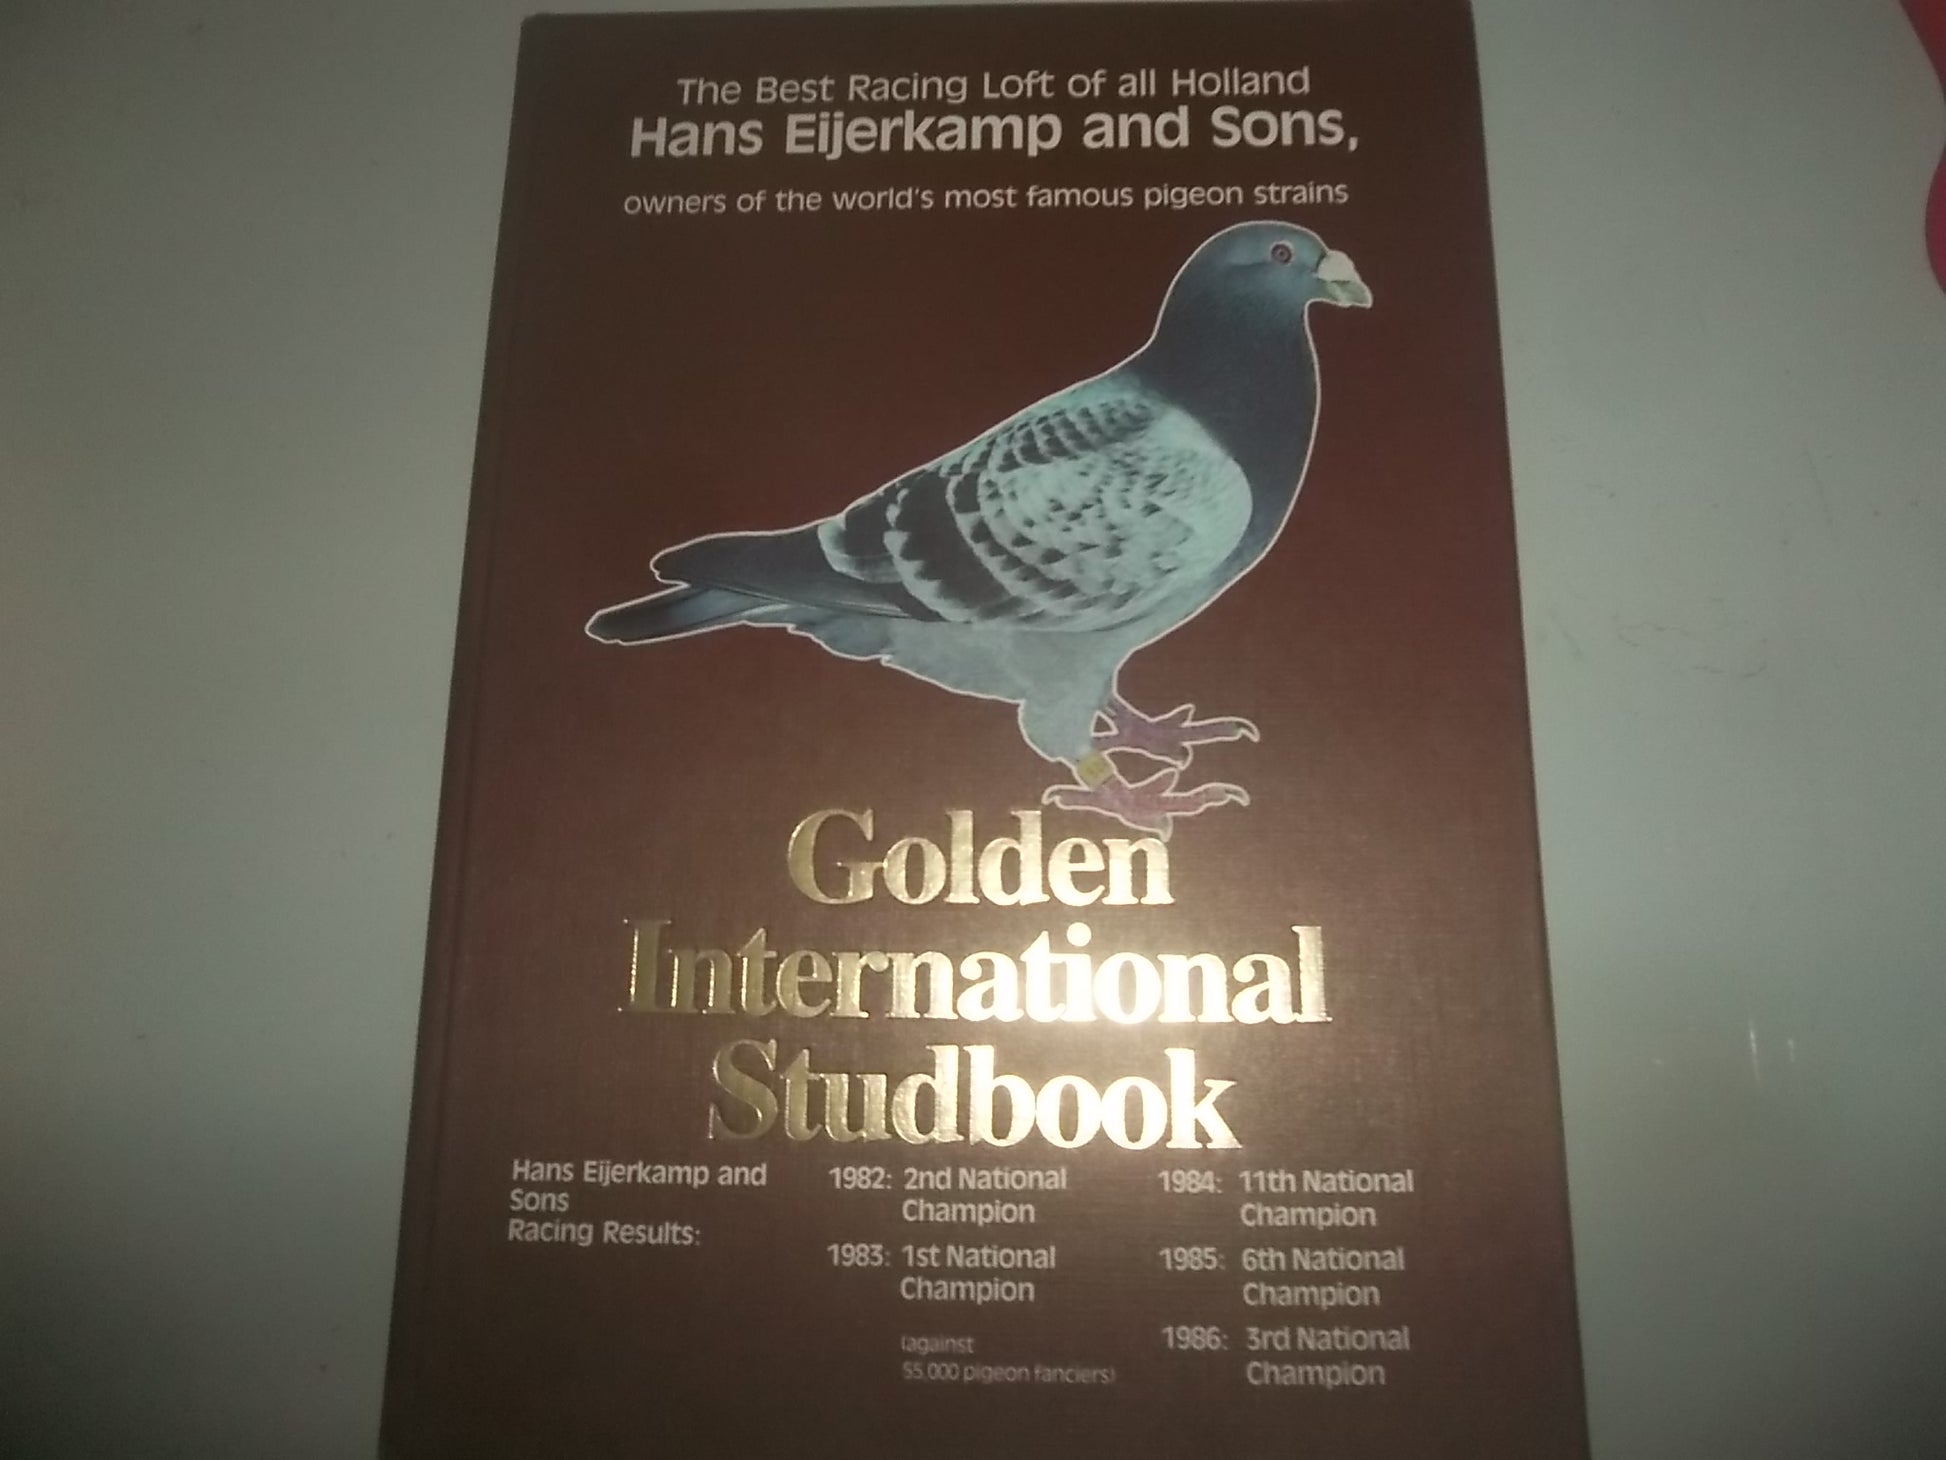 The Best Racing Loft of all Holland
Hans Eijerkamp and Sons,
owners of the world's most famous pigeon strains
Golden
International
Studbook
Hans Eijerkamp and
Sons
Racing Results:
1982: 2nd National
Champion
1983: 1st National
Champion
(against
55,000 pigeon fanciers)
1984: 11th National
Champion
1985: 6th National
Champion
1986: 3rd National
Champion